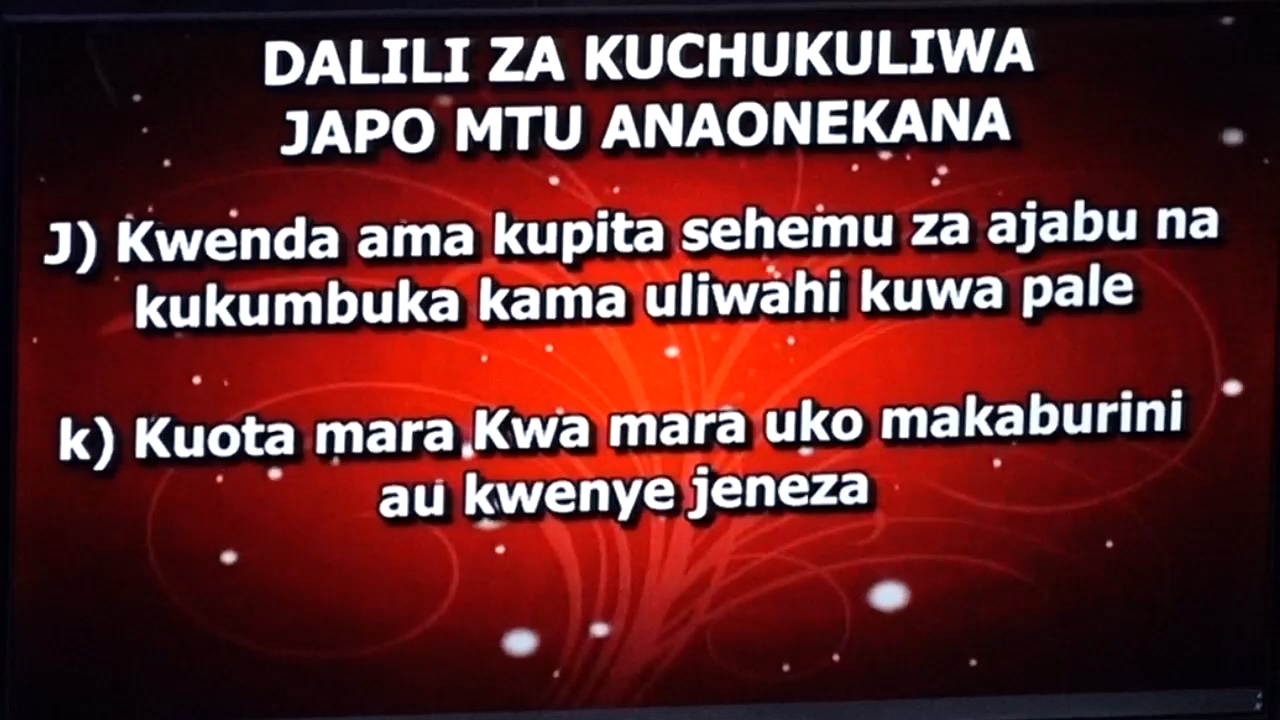 DALILI ZA KUCHUKULIWA
JAPO MTU ANAONEKANA
J) Kwenda ama kupita sehemu za ajabu na
kukumbuka kama uliwahi kuwa pale
k) Kuota mara Kwa mara uko makaburini
au kwenye jeneza